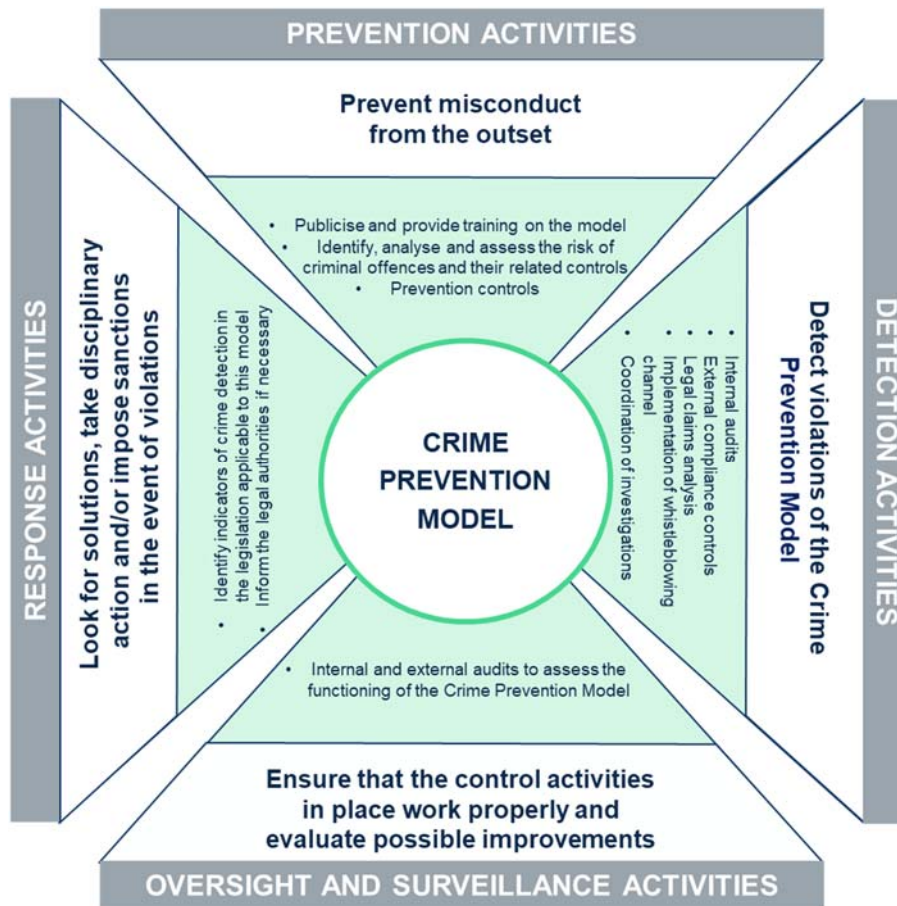 PREVENTION ACTIVITIES
Prevent misconduct
from the outset
• Publicise and provide training on the model
• Identify, analyse and assess the risk of
criminal offences and their related controls
• Prevention controls
DETECTION ACTIVITIES
Detect violations of the Crime
Prevention Model
• Internal audits
• External compliance controls
• Legal claims analysis
• Implementation of whistleblowing
channel
• Coordination of investigations
CRIME
PREVENTION
MODEL
RESPONSE ACTIVITIES
Look for solutions, take disciplinary
action and/or impose sanctions
in the event of violations
• Identify indicators of crime detection in
the legislation applicable to this model
• Inform the legal authorities if necessary
• Internal and external audits to assess the
functioning of the Crime Prevention Model
Ensure that the control activities
in place work properly and
evaluate possible improvements
OVERSIGHT AND SURVEILLANCE ACTIVITIES